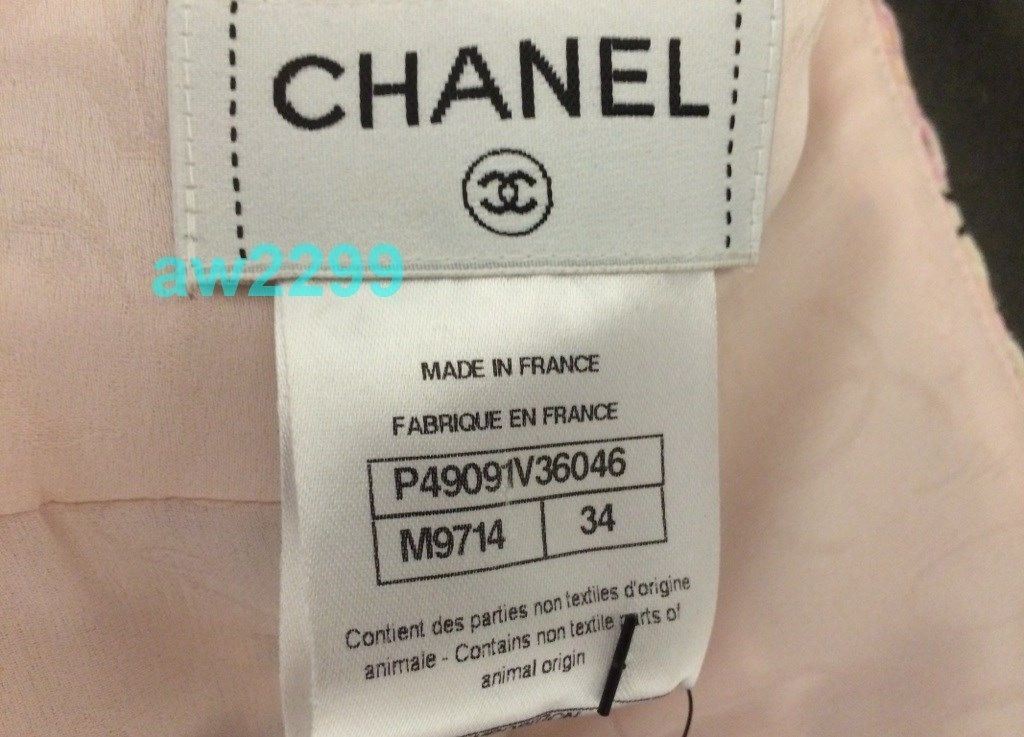 CHANEL
aw2299
MADE IN FRANCE
FABRIQUE EN FRANCE
P49091V36046
M9714 34
Contient des parties non textiles d'origine
animale - Contains non textile parts of
animal origin